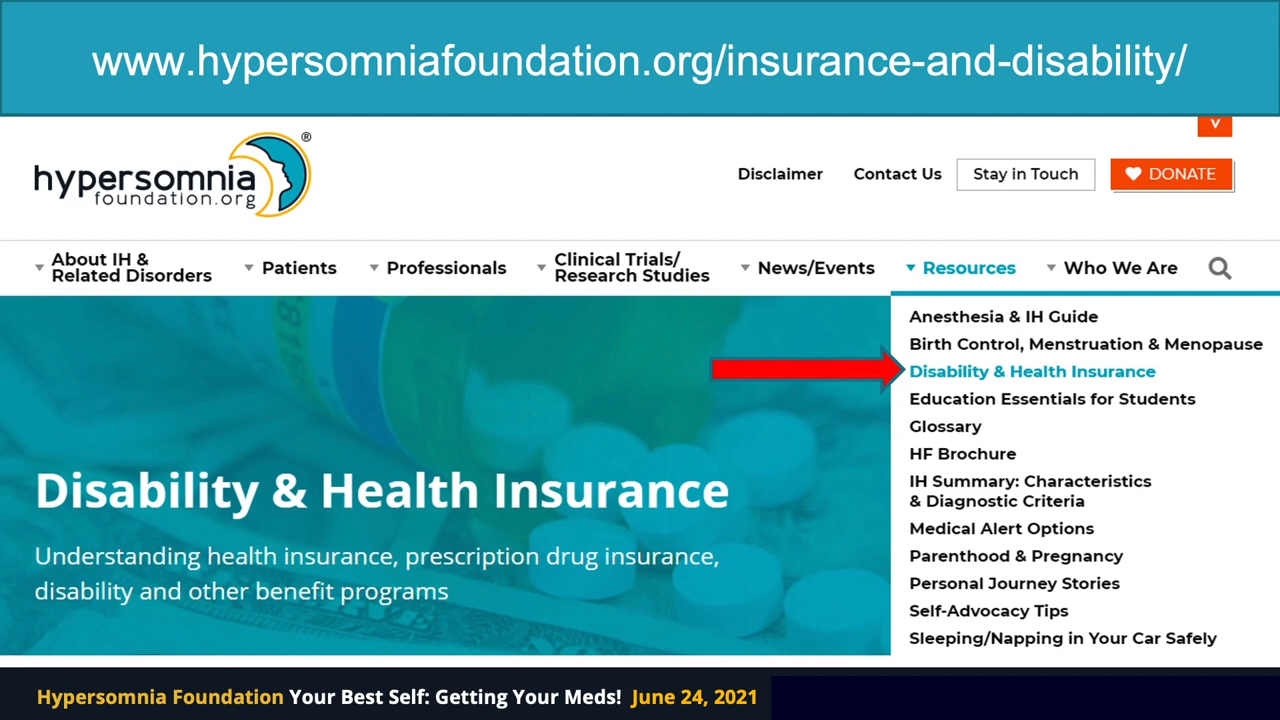 www.hypersomniafoundation.org/insurance-and-disability/
V
hypersomnia
foundation.org
®
Disclaimer
Contact Us
Stay in Touch
DONATE
About IH &
Related Disorders
Patients
Professionals
Clinical Trials/
Research Studies
News/Events
Resources
Who We Are
Anesthesia & IH Guide
Birth Control, Menstruation & Menopause
Disability & Health Insurance
Education Essentials for Students
Glossary
HF Brochure
IH Summary: Characteristics
& Diagnostic Criteria
Medical Alert Options
Parenthood & Pregnancy
Personal Journey Stories
Self-Advocacy Tips
Sleeping/Napping in Your Car Safely
Disability & Health Insurance
Understanding health insurance, prescription drug insurance,
disability and other benefit programs
Hypersomnia Foundation Your Best Self: Getting Your Meds! June 24, 2021